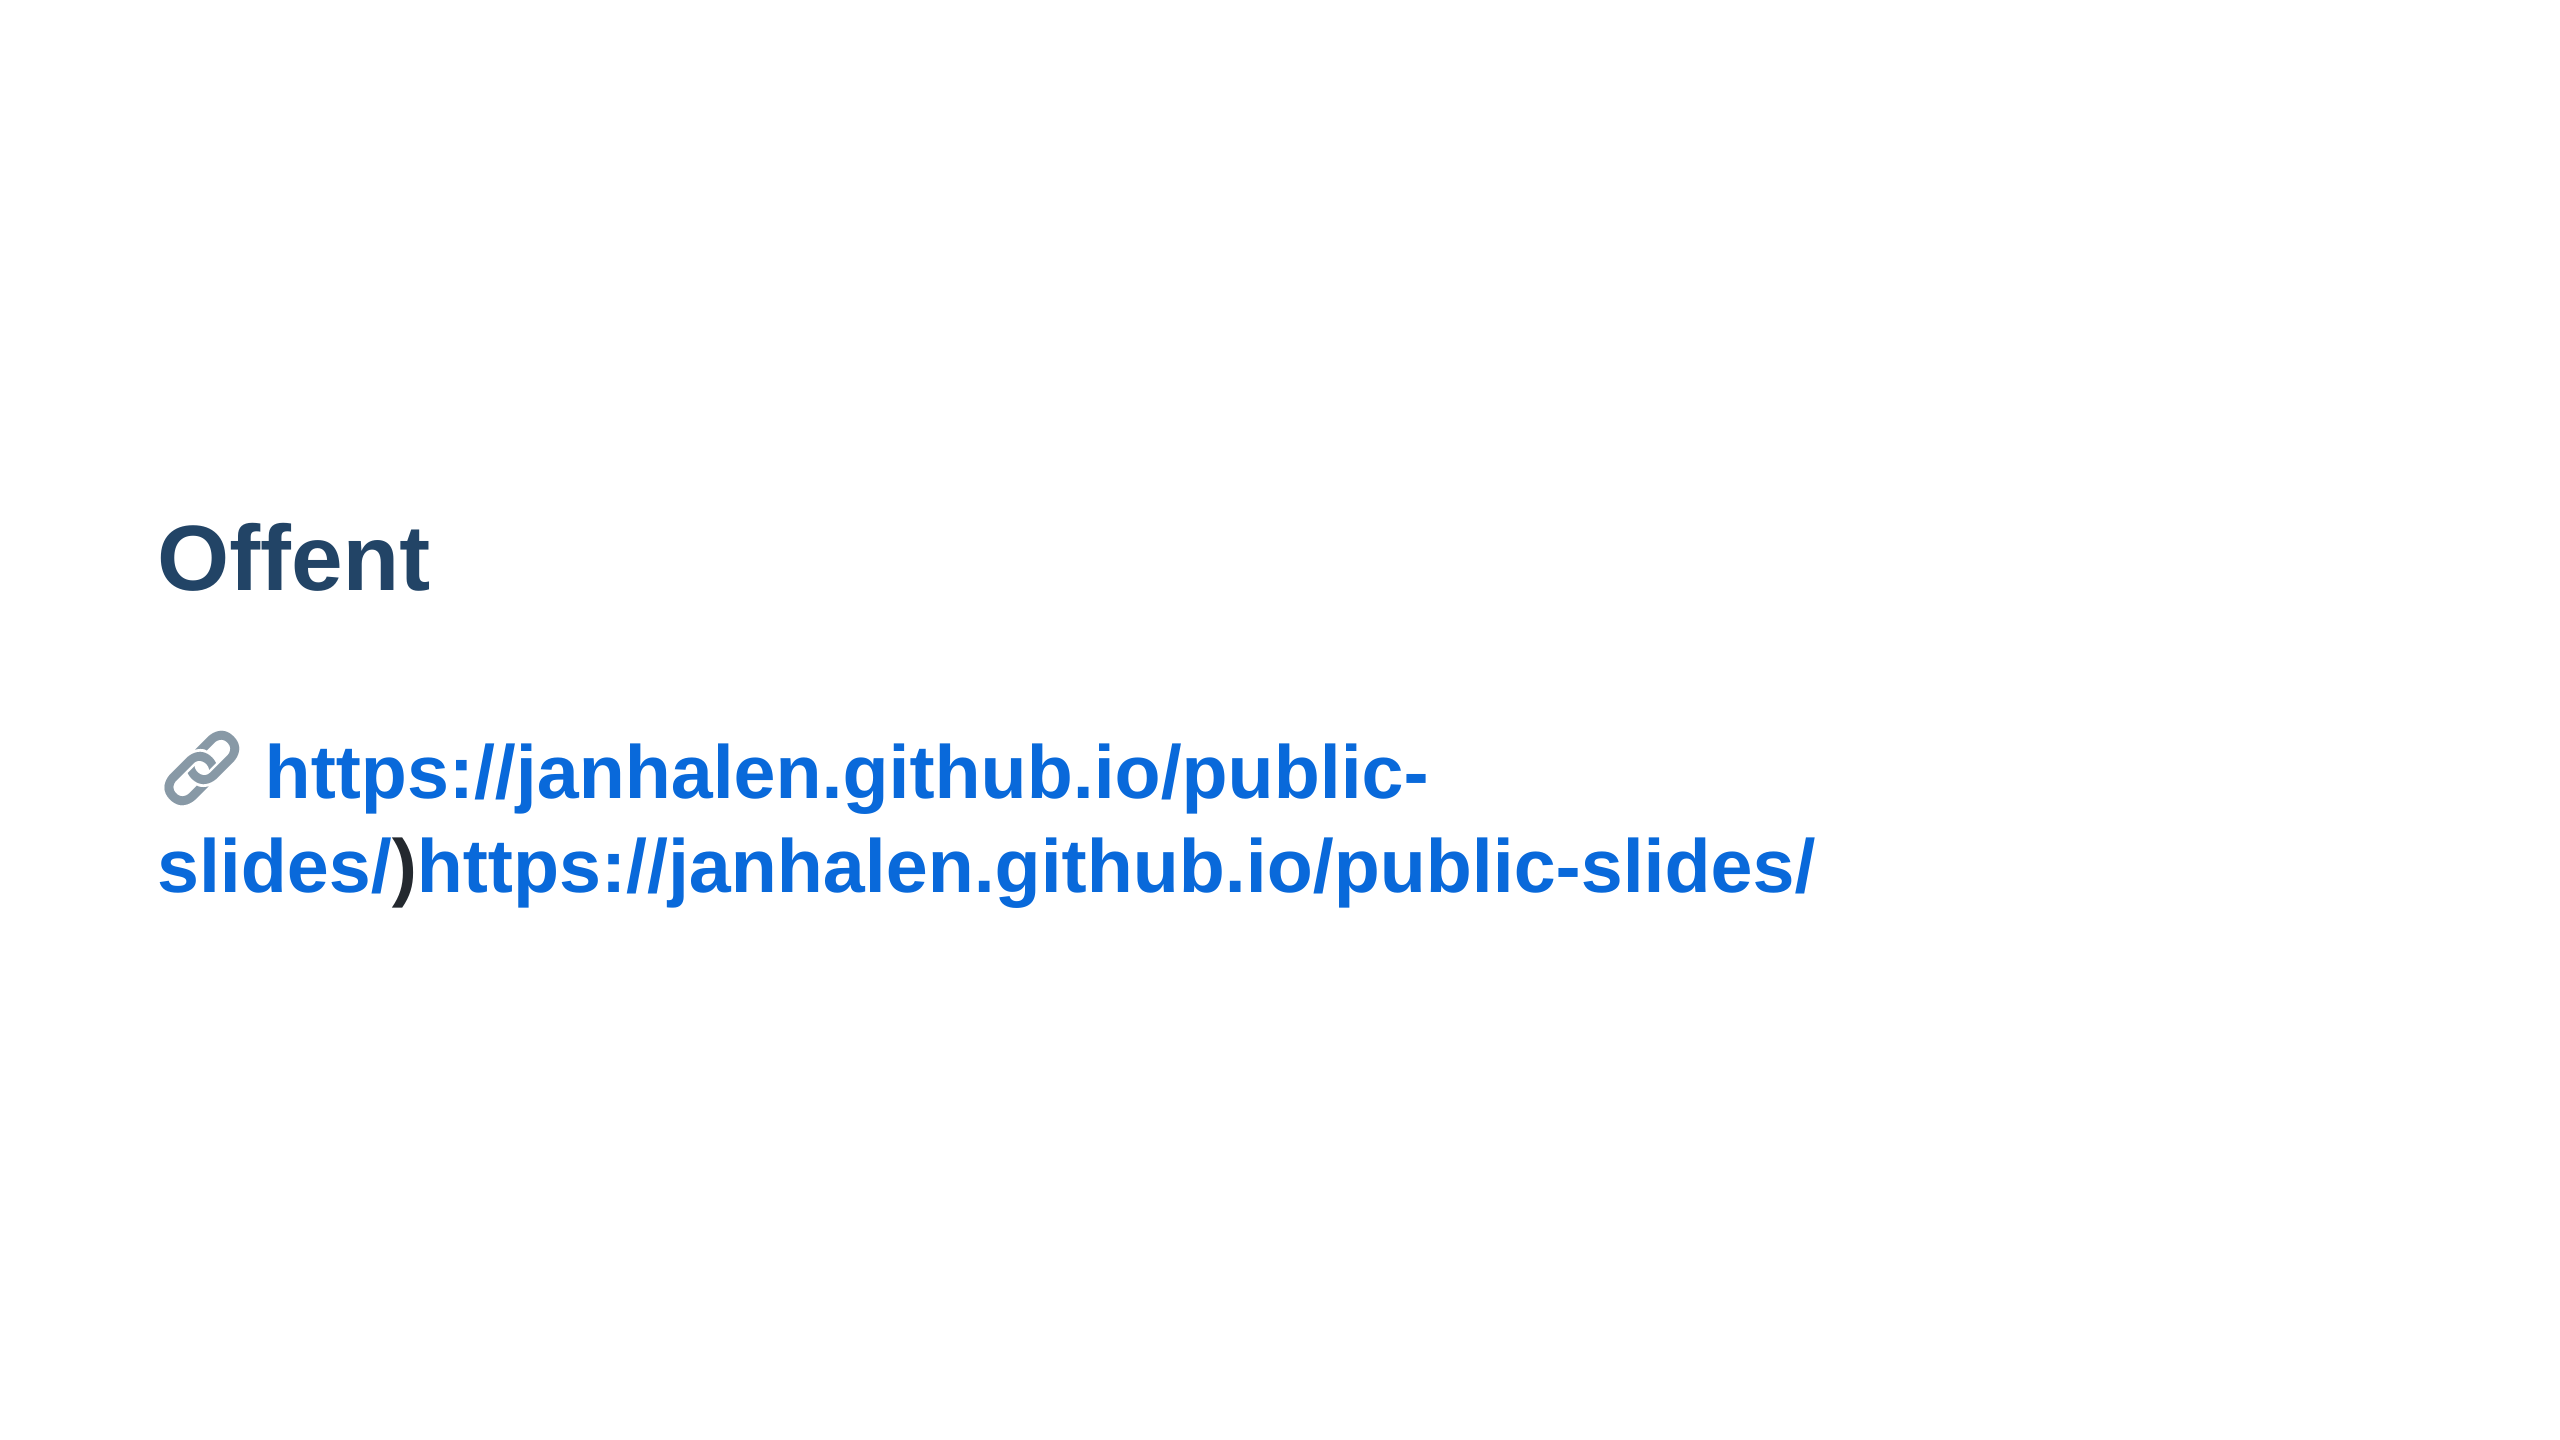 Offent
🔗 https://janhalen.github.io/public-
slides/)https://janhalen.github.io/public-slides/